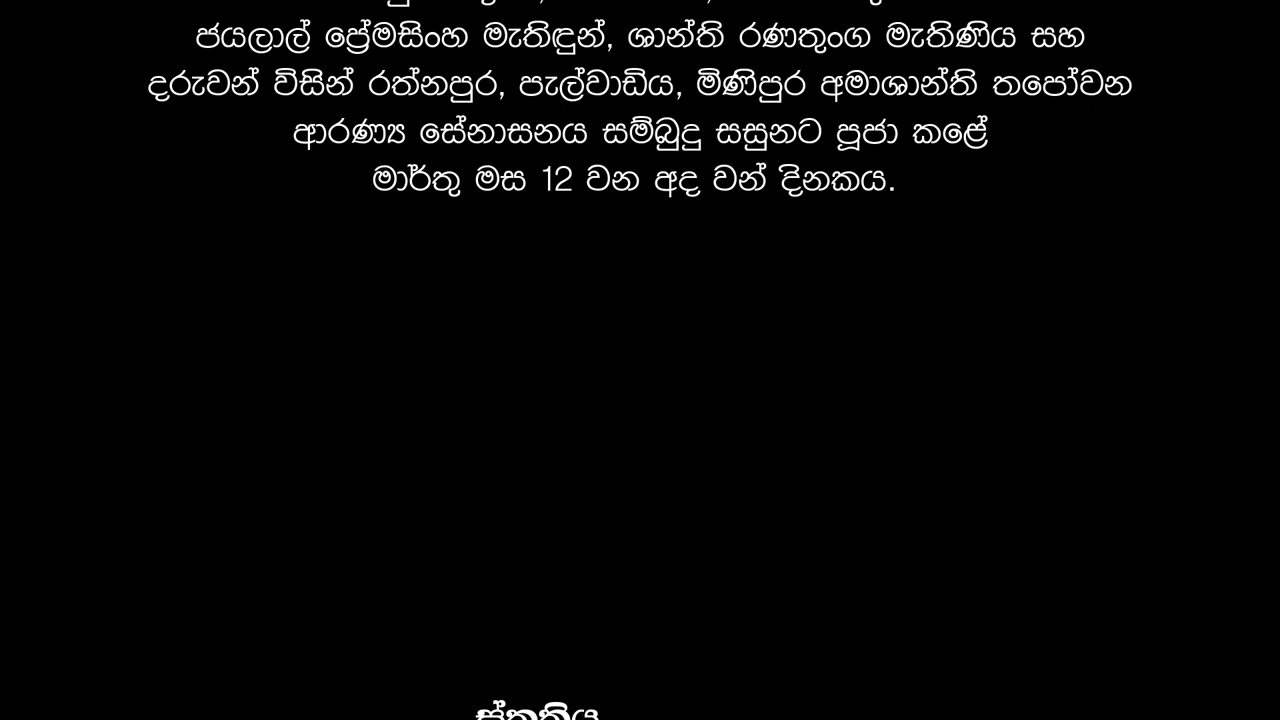 ජයලාල් ප්‍රේමසිංහ මැතිඳුන්, ශාන්ති රණතුංග මැතිණිය සහ
දරුවන් විසින් රත්නපුර, පැල්වාඩිය, මිණිපුර අමාශාන්ති තපෝවන
ආරණ්‍ය සේනාසනය සම්බුදු සසුනට පූජා කළේ
මාර්තු මස 12 වන අද වන් දිනකය.
ස්තූතිය